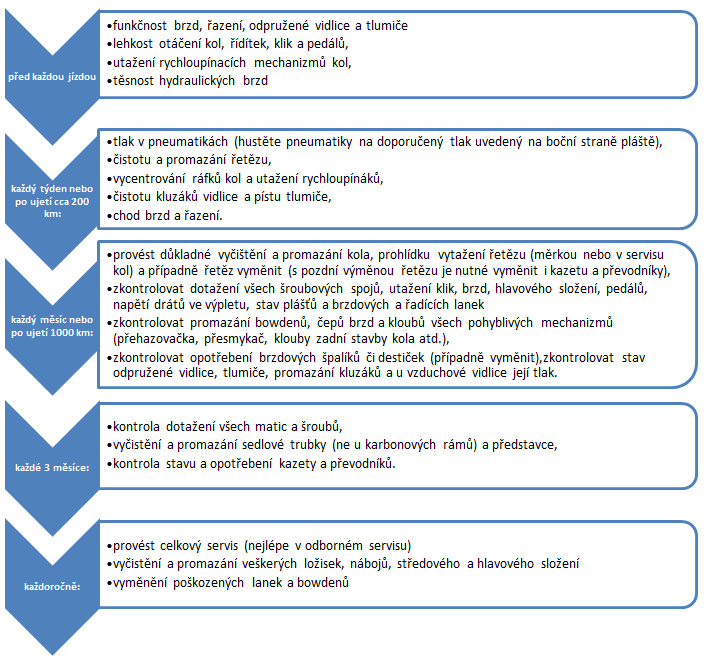 před každou jízdou
•funkčnost brzd, řazení, odpružené vidlice a tlumiče
•lehkost otáčení kol, řídítek, klik a pedálů,
•utažení rychloupínacích mechanizmů kol,
•těsnost hydraulických brzd
každý týden nebo
po ujetí cca 200
km:
•tlak v pneumatikách (hustěte pneumatiky na doporučený tlak uvedený na boční straně pláště),
•čistotu a promazání řetězu,
•vycentrování ráfků kol a utažení rychloupínáků,
•čistotu kluzáků vidlice a pístu tlumiče,
•chod brzd a řazení.
každý měsíc nebo
po ujetí 1000 km:
•provést důkladné vyčištění a promazání kola, prohlídku vytažení řetězu (měrkou nebo v servisu
kol) a případně řetěz vyměnit (s pozdní výměnou řetězu je nutné vyměnit i kazetu a převodníky),
•zkontrolovat dotažení všech šroubových spojů, utažení klik, brzd, hlavového složení, pedálů,
napětí drátů ve výpletu, stav plášťů a brzdových a řadících lanek
•zkontrolovat promazání bowdenů, čepů brzd a kloubů všech pohyblivých mechanizmů
(přehazovačka, přesmykač, klouby zadní stavby kola atd.),
•zkontrolovat opotřebení brzdových špalíků či destiček (případně vyměnit),zkontrolovat stav
odpružené vidlice, tlumiče, promazání kluzáků a u vzduchové vidlice její tlak.
každé 3 měsíce:
•kontrola dotažení všech matic a šroubů,
•vyčistění a promazání sedlové trubky (ne u karbonových rámů) a představce,
•kontrola stavu a opotřebení kazety a převodníků.
každoročně:
•provést celkový servis (nejlépe v odborném servisu)
•vyčistění a promazání veškerých ložisek, nábojů, středového a hlavového složení
•vyměnění poškozených lanek a bowdenů